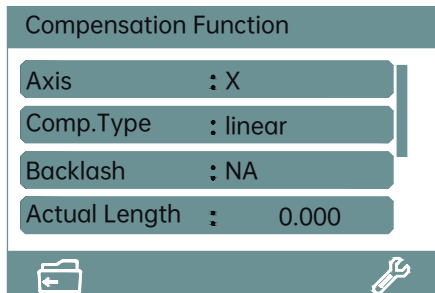 Compensation Function
Axis : X
Comp.Type : linear
Backlash : NA
Actual Length : 0.000